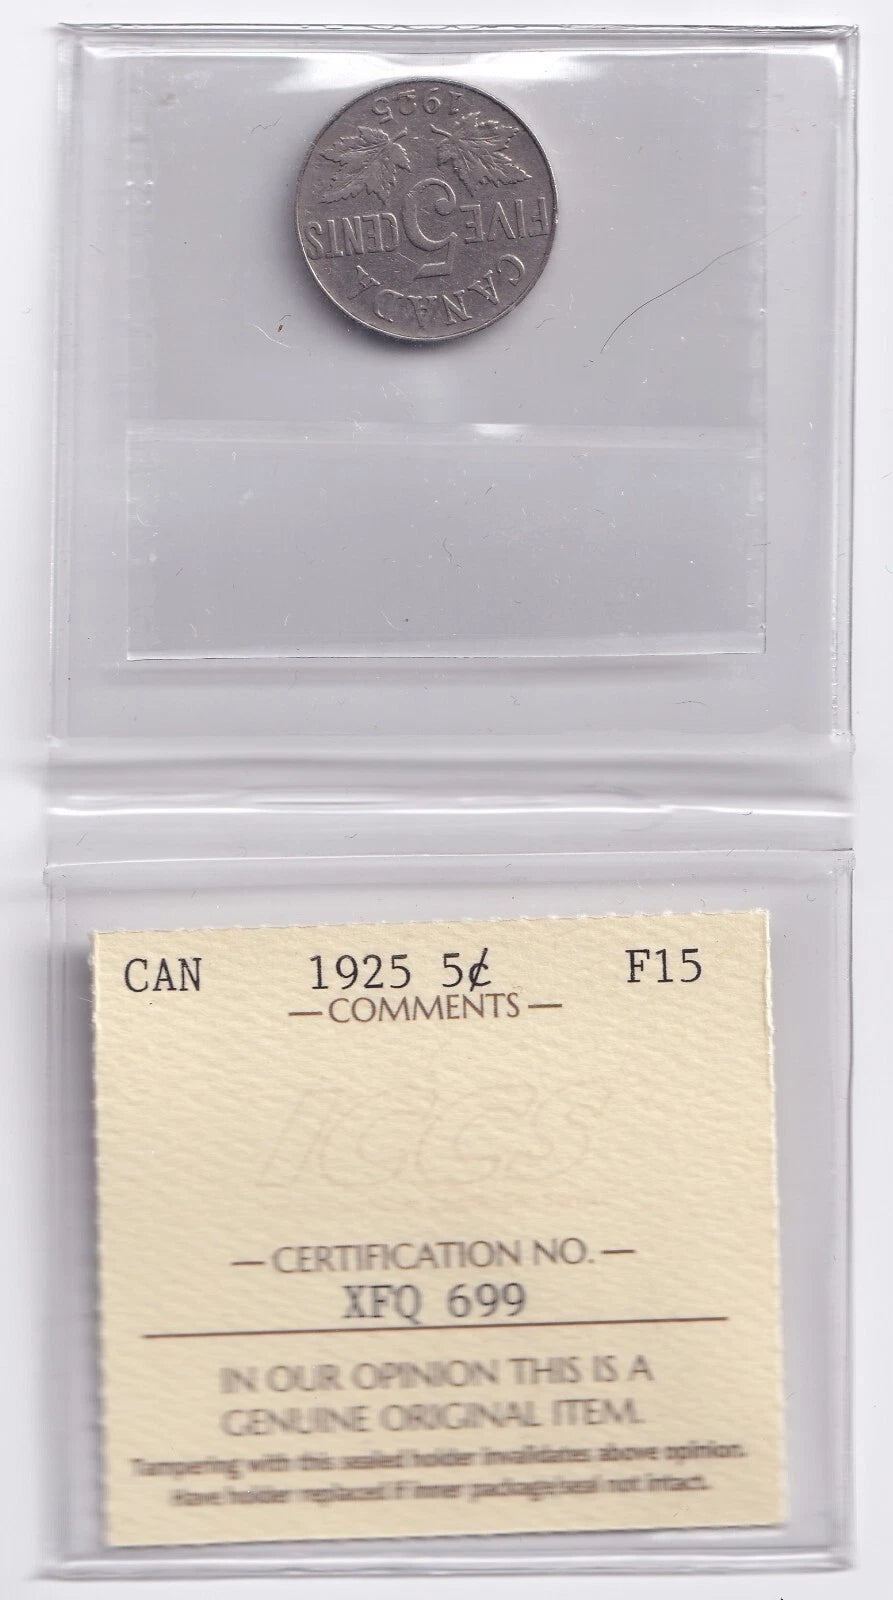 1925
FIVE 5 CENTS
CANADA
CAN 1925 5¢ F15
—COMMENTS—
ICCS
—CERTIFICATION NO.—
XFQ 699
IN OUR OPINION THIS IS A
GENUINE ORIGINAL ITEM.
Tampering with this sealed holder invalidates above opinion.
Have holder replaced if inner package/seal not intact.